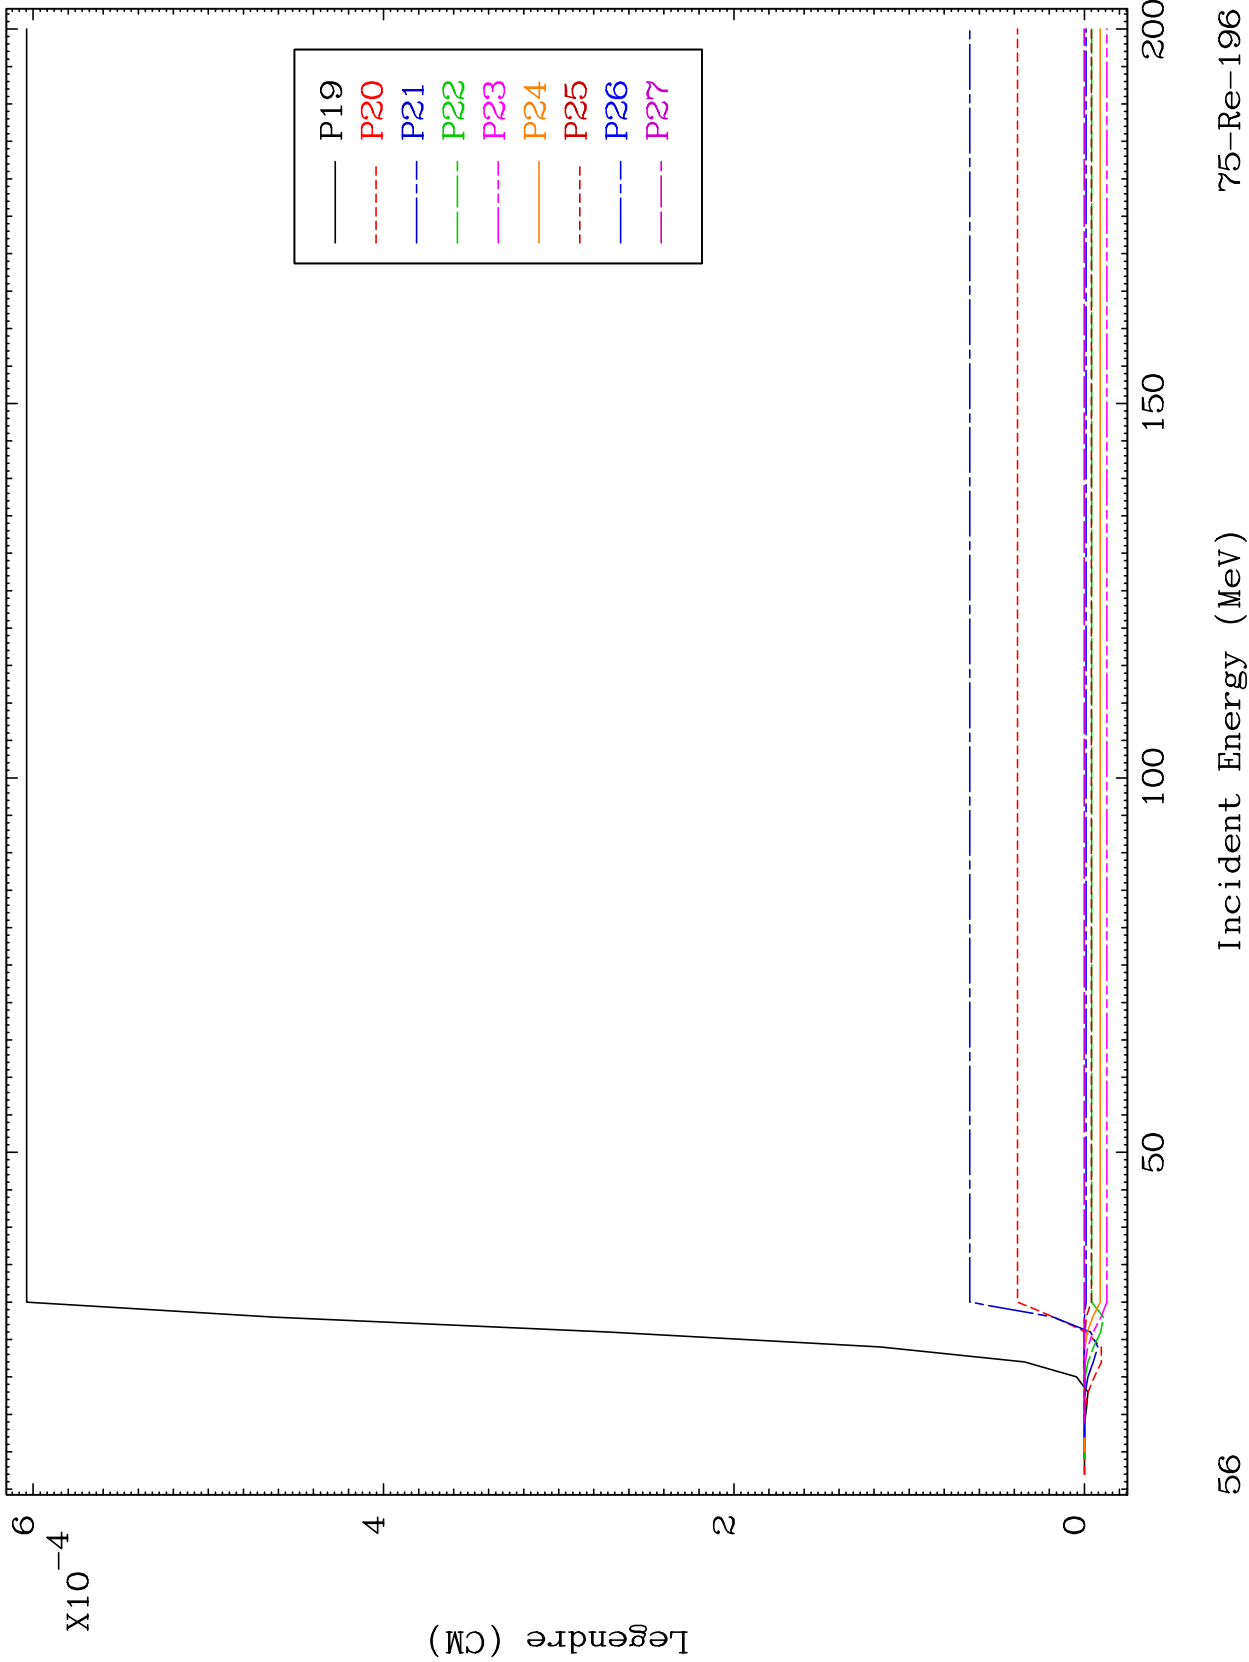 X10-4
6
4
2
0
Legendre (CM)
P19
P20
P21
P22
P23
P24
P25
P26
P27
50
100
150
200
Incident Energy (MeV)
56
75-Re-196